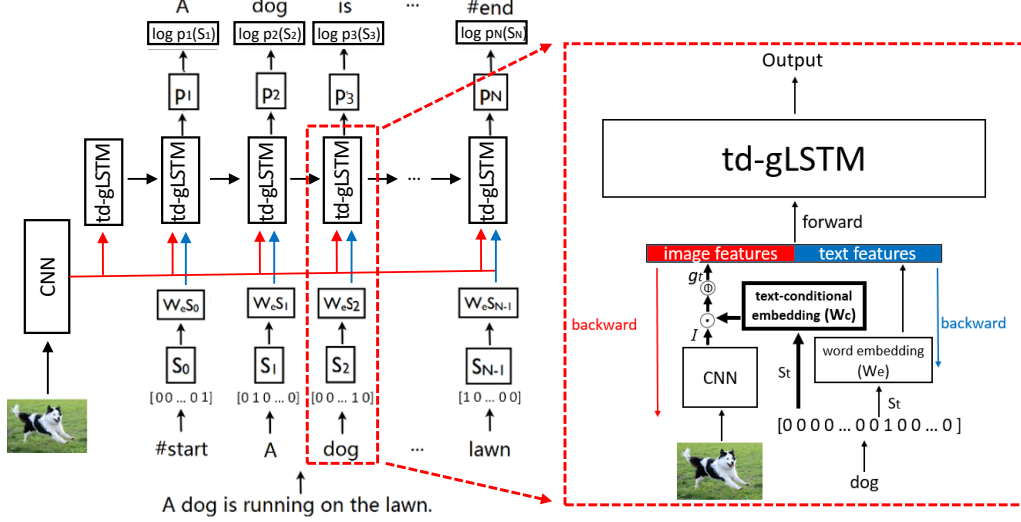 A dog is ... #end
log p1(S1) log p2(S2) log p3(S3) log pN(SN)
p1 p2 p3 pN
td-gLSTM td-gLSTM td-gLSTM td-gLSTM ... td-gLSTM
CNN
WeS0 WeS1 WeS2 WeSN-1
S0 S1 S2 SN-1
[00 ... 0 1] [0 1 0 ... 0] [0 0 ... 1 0] [1 0 ... 0 0]
#start A dog ... lawn
A dog is running on the lawn.
Output
td-gLSTM
forward
image features text features
gt
Φ
text-conditional
embedding (Wc)
backward
backward
I
CNN
word embedding
(We)
St
St
[0 0 0 0 ... 0 0 1 0 0 ... 0 ]
dog